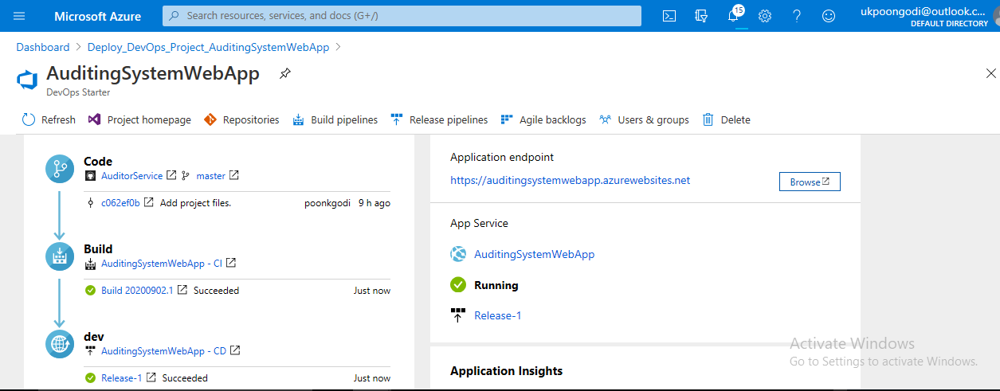 Microsoft Azure
Search resources, services, and docs (G+/)
15
ukpoongodi@outlook.c...
DEFAULT DIRECTORY
Dashboard > Deploy_DevOps_Project_AuditingSystemWebApp >
AuditingSystemWebApp
DevOps Starter
Refresh Project homepage Repositories Build pipelines Release pipelines Agile backlogs Users & groups Delete
Code
AuditorService master
c062ef0b Add project files. poonkgodi 9 h ago
Build
AuditingSystemWebApp - CI
Build 20200902.1 Succeeded Just now
dev
AuditingSystemWebApp - CD
Release-1 Succeeded Just now
Application endpoint
https://auditingsystemwebapp.azurewebsites.net
Browse
App Service
AuditingSystemWebApp
Running
Release-1
Application Insights
Activate Windows
Go to Settings to activate Windows.